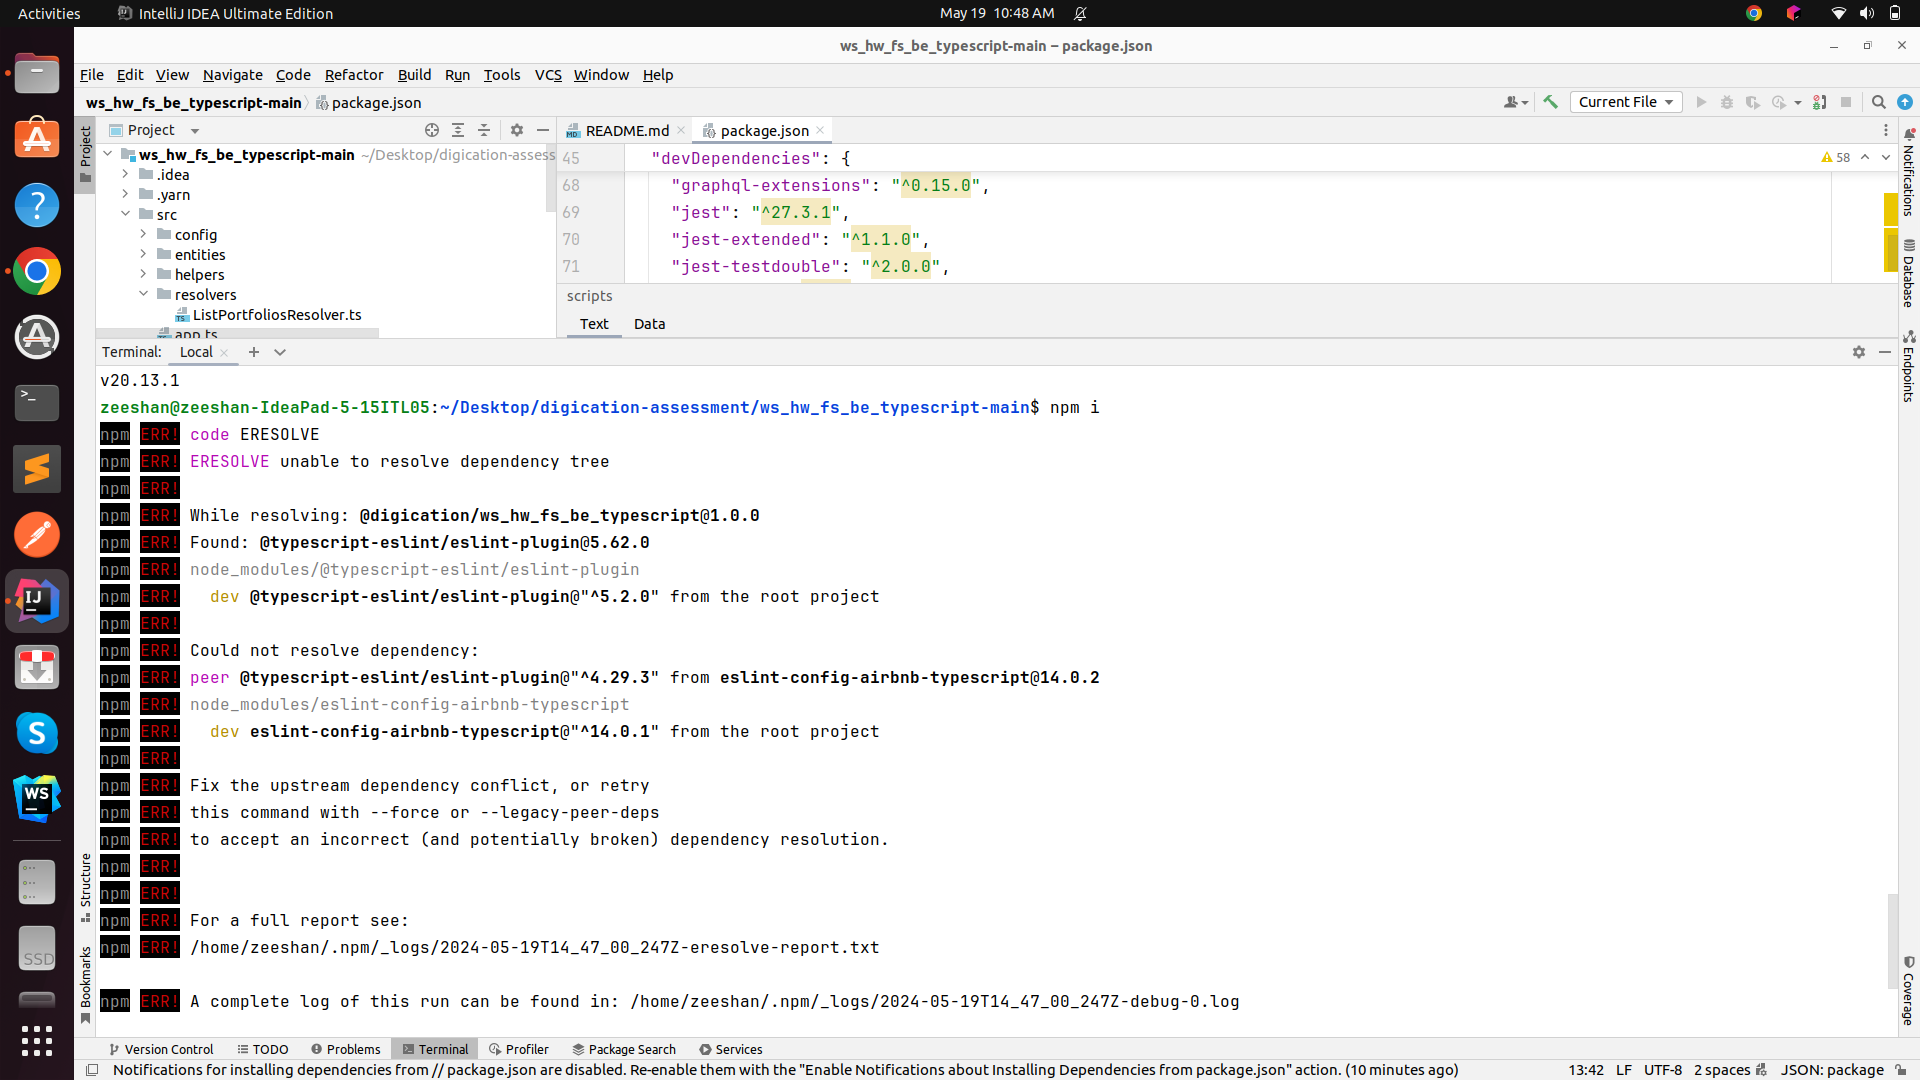 Activities
IntelliJ IDEA Ultimate Edition
May 19 10:48 AM
ws_hw_fs_be_typescript-main – package.json
File Edit View Navigate Code Refactor Build Run Tools VCS Window Help
ws_hw_fs_be_typescript-main
package.json
Current File
Project
Project
ws_hw_fs_be_typescript-main ~/Desktop/digication-assess
.idea
.yarn
src
config
entities
helpers
resolvers
ListPortfoliosResolver.ts
app.ts
README.md
package.json
45 "devDependencies": {
58
68 "graphql-extensions": "^0.15.0",
69 "jest": "^27.3.1",
70 "jest-extended": "^1.1.0",
71 "jest-testdouble": "^2.0.0",
scripts
Text Data
Notifications
Database
Endpoints
Coverage
Structure
Bookmarks
Terminal: Local
v20.13.1
zeeshan@zeeshan-IdeaPad-5-15ITL05:~/Desktop/digication-assessment/ws_hw_fs_be_typescript-main$ npm i
npm ERR! code ERESOLVE
npm ERR! ERESOLVE unable to resolve dependency tree
npm ERR!
npm ERR! While resolving: @digication/ws_hw_fs_be_typescript@1.0.0
npm ERR! Found: @typescript-eslint/eslint-plugin@5.62.0
npm ERR! node_modules/@typescript-eslint/eslint-plugin
npm ERR! dev @typescript-eslint/eslint-plugin@"^5.2.0" from the root project
npm ERR!
npm ERR! Could not resolve dependency:
npm ERR! peer @typescript-eslint/eslint-plugin@"^4.29.3" from eslint-config-airbnb-typescript@14.0.2
npm ERR! node_modules/eslint-config-airbnb-typescript
npm ERR! dev eslint-config-airbnb-typescript@"^14.0.1" from the root project
npm ERR!
npm ERR! Fix the upstream dependency conflict, or retry
npm ERR! this command with --force or --legacy-peer-deps
npm ERR! to accept an incorrect (and potentially broken) dependency resolution.
npm ERR!
npm ERR!
npm ERR! For a full report see:
npm ERR! /home/zeeshan/.npm/_logs/2024-05-19T14_47_00_247Z-eresolve-report.txt
npm ERR! A complete log of this run can be found in: /home/zeeshan/.npm/_logs/2024-05-19T14_47_00_247Z-debug-0.log
Version Control TODO Problems Terminal Profiler Package Search Services
Notifications for installing dependencies from // package.json are disabled. Re-enable them with the "Enable Notifications about Installing Dependencies from package.json" action. (10 minutes ago)
13:42 LF UTF-8 2 spaces JSON: package
IJ
S
WS
SSD